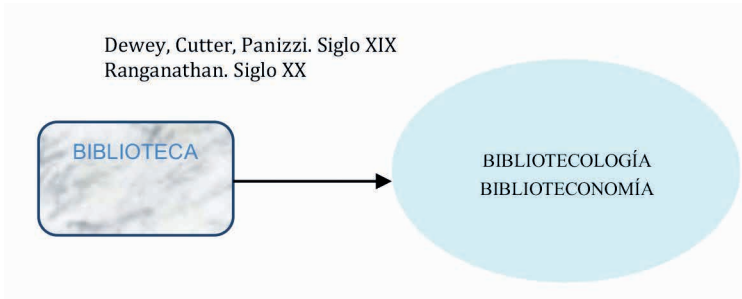 Dewey, Cutter, Panizzi. Siglo XIX
Ranganathan. Siglo XX
BIBLIOTECA
BIBLIOTECOLOGÍA
BIBLIOTECONOMÍA